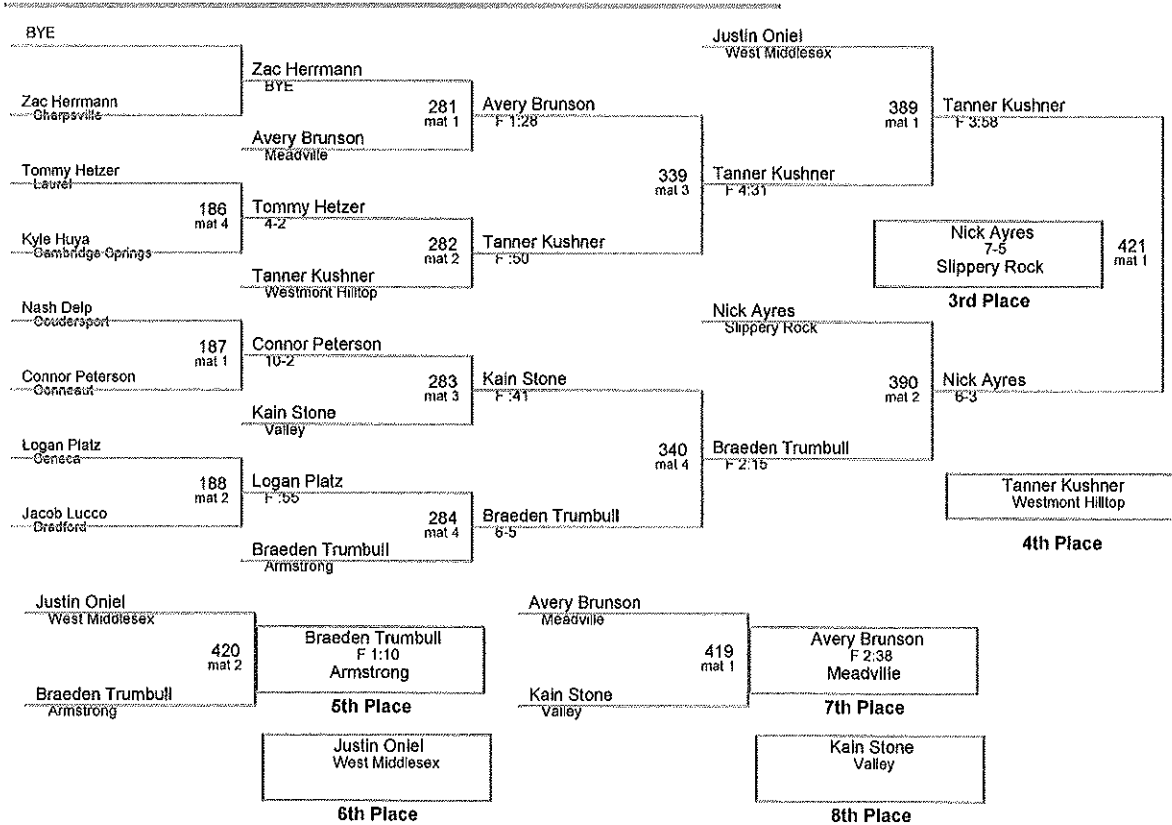 BYE
Zac Herrmann
Tommy Hetzer
Laurel
186
mat 4
Kyle Huya
Cambridge Springs
Nash Delp
Coudersport
187
mat 1
Connor Peterson
Conneaut
Logan Platz
188
mat 2
Jacob Lucco
Bradford
Zac Herrmann
BYE
281
mat 1
Avery Brunson
Meadville
Tommy Hetzer
4-2
282
mat 2
Tanner Kushner
Westmont Hilltop
Connor Peterson
10-2
283
mat 3
Kain Stone
Valley
Logan Platz
F :55
284
mat 4
Braeden Trumbull
Armstrong
Avery Brunson
F 1:28
339
mat 3
Tanner Kushner
F :50
Kain Stone
F :41
340
mat 4
Braeden Trumbull
6-5
Justin Oniel
West Middlesex
389
mat 1
Tanner Kushner
F 4:31
Nick Ayres
Slippery Rock
390
mat 2
Braeden Trumbull
F 2:15
Tanner Kushner
F 3:58
Nick Ayres
7-5
Slippery Rock
3rd Place
421
mat 1
Nick Ayres
6-3
Tanner Kushner
Westmont Hilltop
4th Place
Justin Oniel
West Middlesex
420
mat 2
Braeden Trumbull
Armstrong
Braeden Trumbull
F 1:10
Armstrong
5th Place
Justin Oniel
West Middlesex
6th Place
Avery Brunson
Meadville
419
mat 1
Kain Stone
Valley
Avery Brunson
F 2:38
Meadville
7th Place
Kain Stone
Valley
8th Place